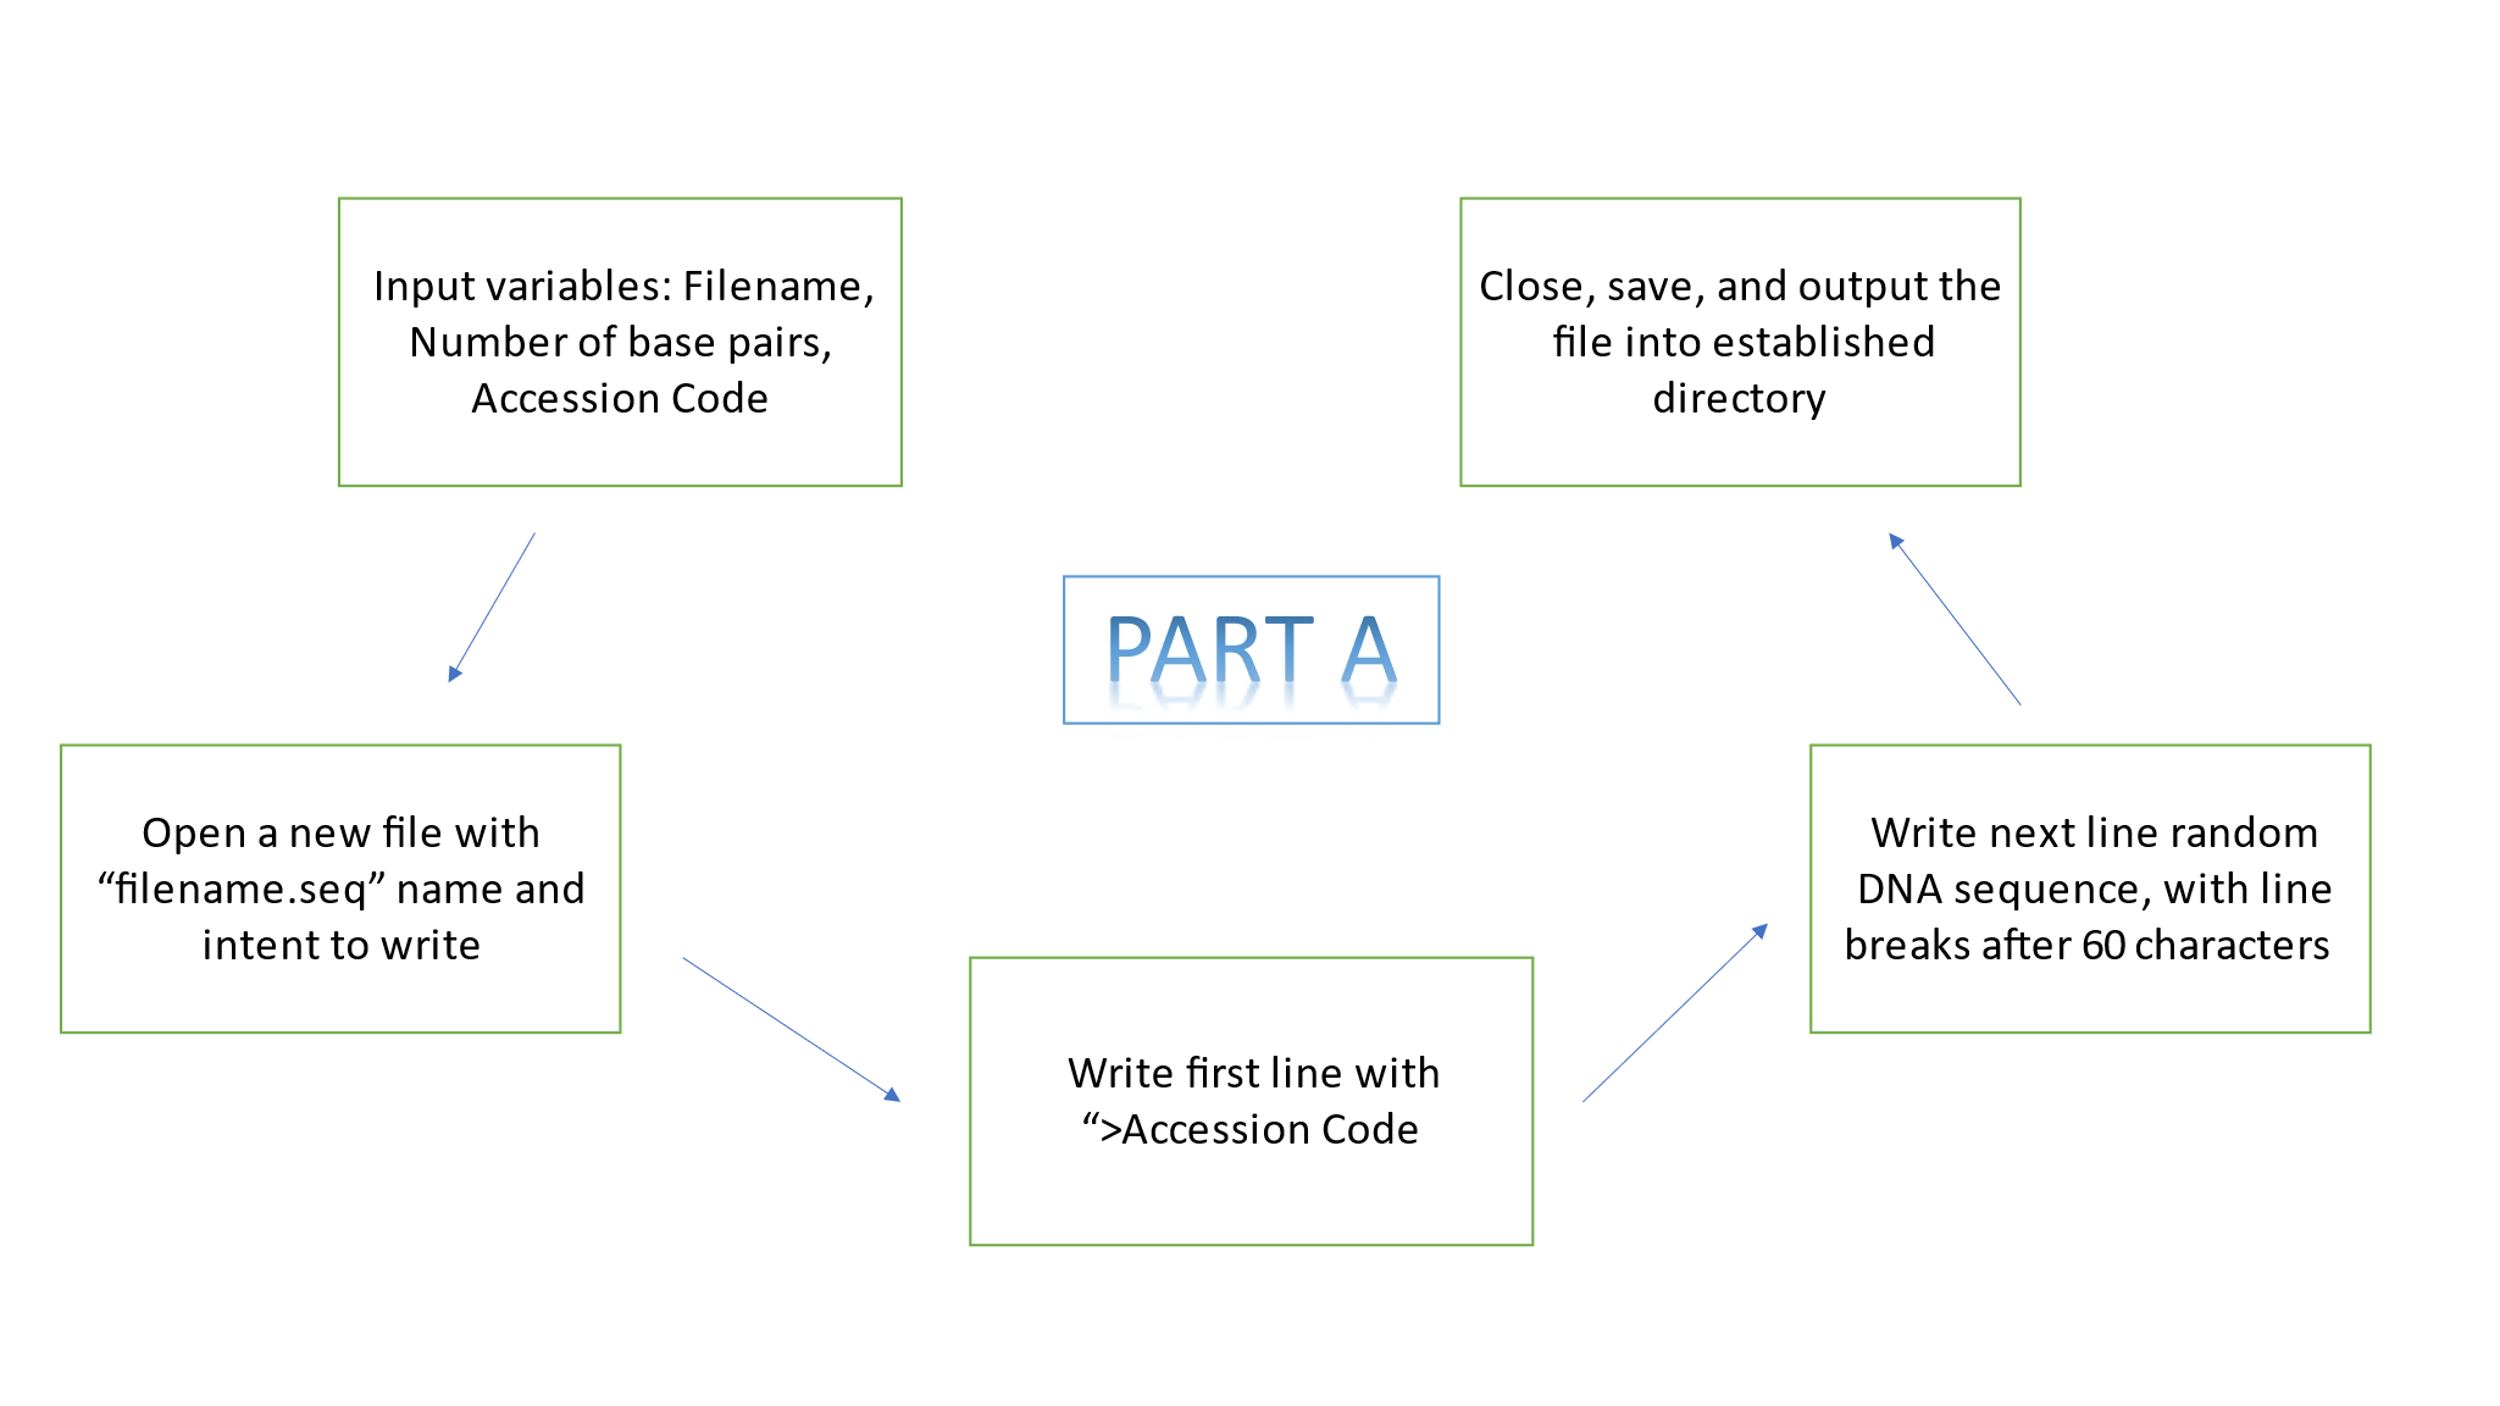 Input variables: Filename,
Number of base pairs,
Accession Code
Close, save, and output the
file into established
directory
PART A
Open a new file with
“filename.seq” name and
intent to write
Write next line random
DNA sequence, with line
breaks after 60 characters
Write first line with
“>Accession Code